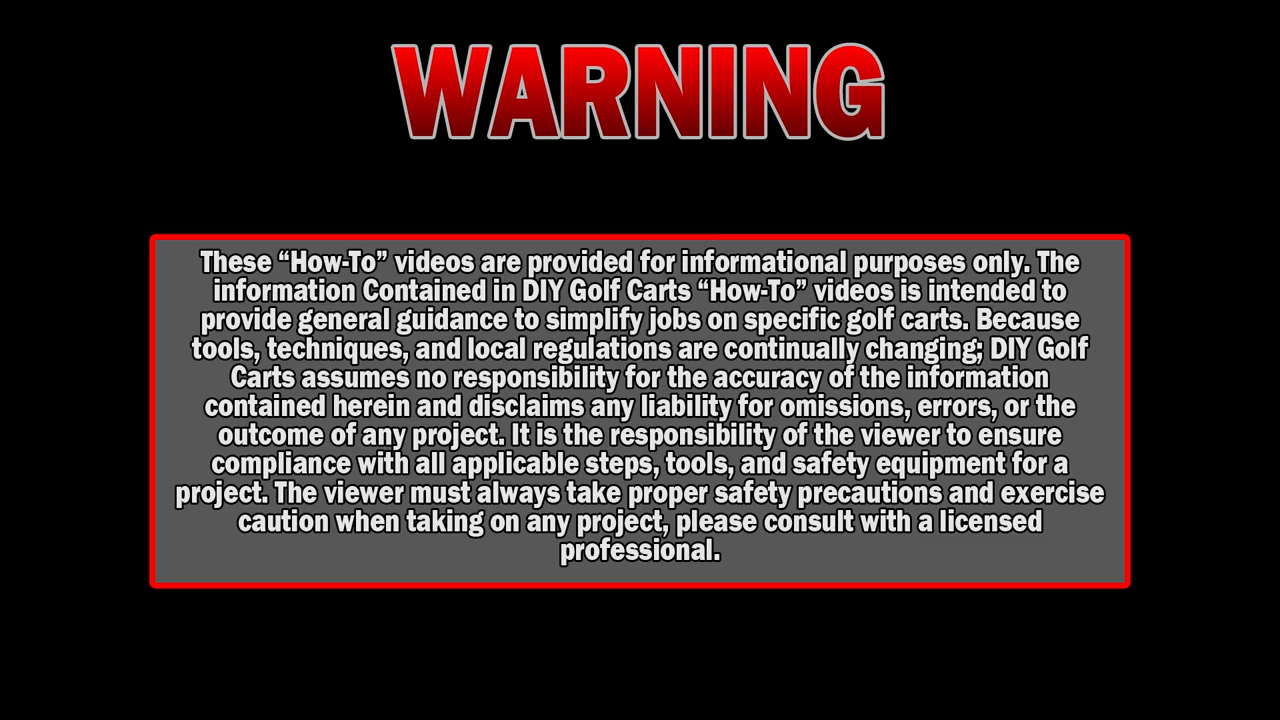 WARNING
These “How-To” videos are provided for informational purposes only. The
information Contained in DIY Golf Carts “How-To” videos is intended to
provide general guidance to simplify jobs on specific golf carts. Because
tools, techniques, and local regulations are continually changing; DIY Golf
Carts assumes no responsibility for the accuracy of the information
contained herein and disclaims any liability for omissions, errors, or the
outcome of any project. It is the responsibility of the viewer to ensure
compliance with all applicable steps, tools, and safety equipment for a
project. The viewer must always take proper safety precautions and exercise
caution when taking on any project, please consult with a licensed
professional.